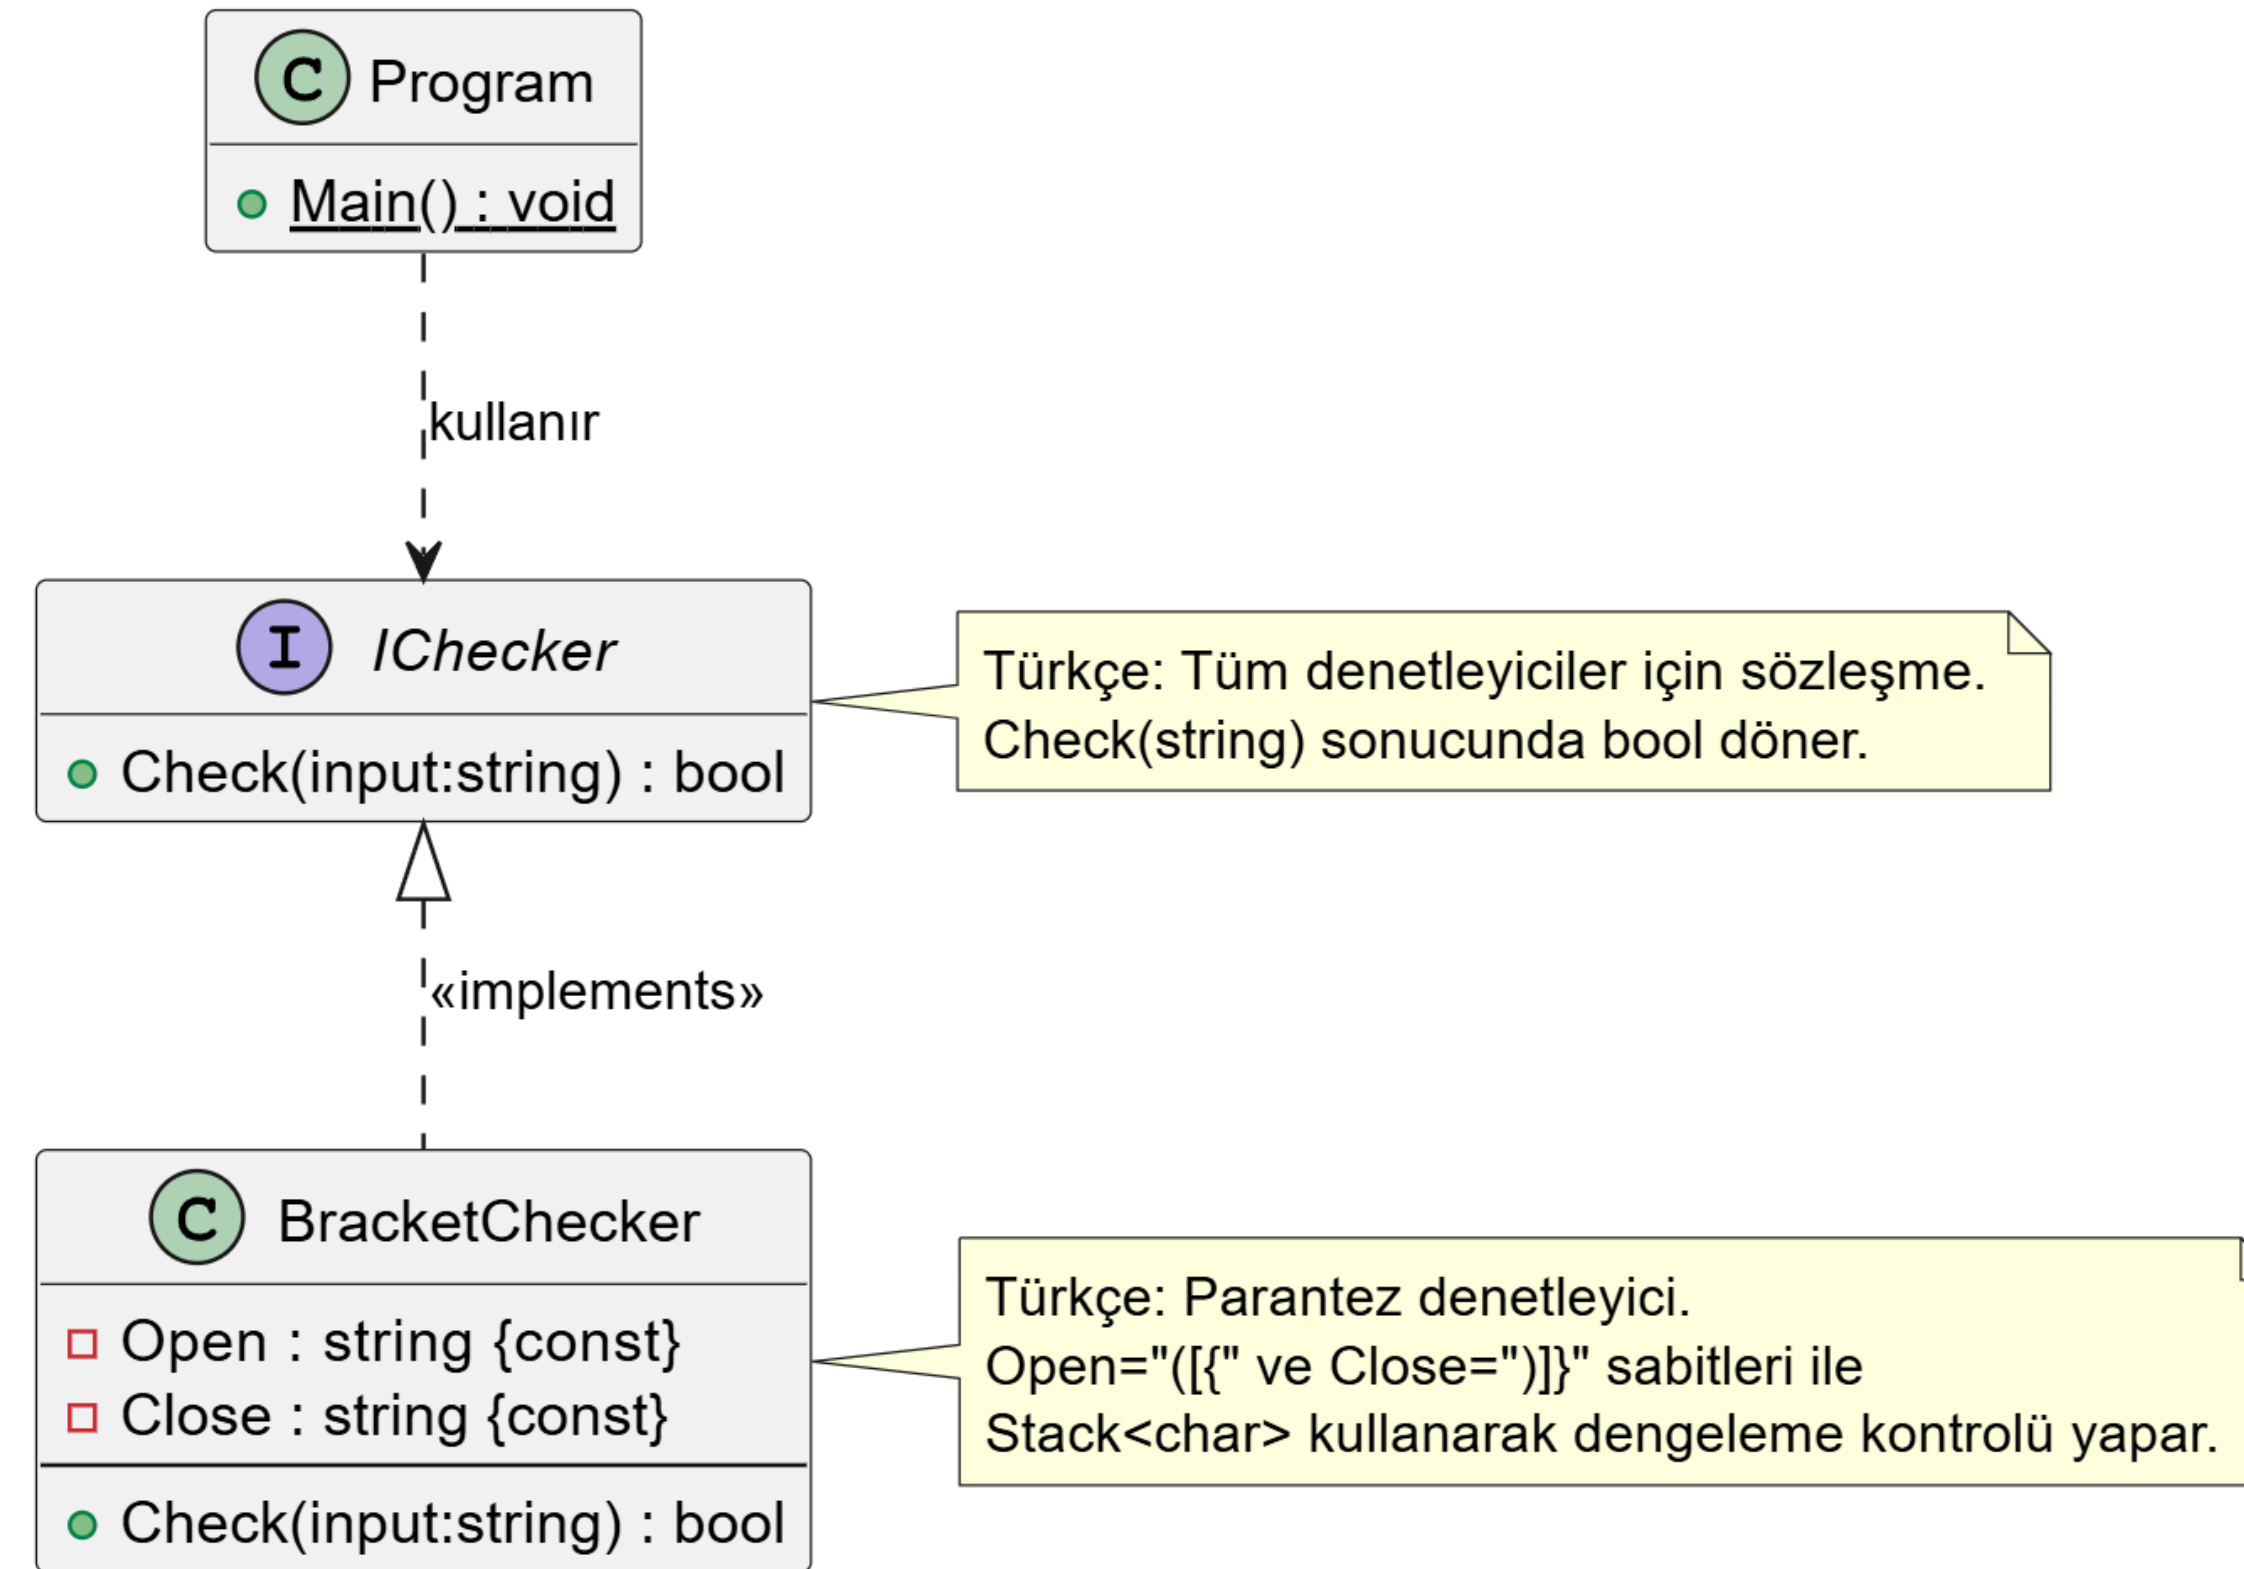 C Program
Main() : void
kullanır
I IChecker
Check(input:string) : bool
Türkçe: Tüm denetleyiciler için sözleşme.
Check(string) sonucunda bool döner.
«implements»
C BracketChecker
Open : string {const}
Close : string {const}
Check(input:string) : bool
Türkçe: Parantez denetleyici.
Open="([{" ve Close=")]}" sabitleri ile
Stack<char> kullanarak dengeleme kontrolü yapar.